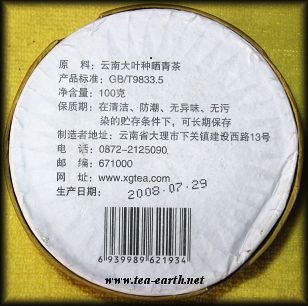 原　料：云南大叶种晒青茶
产品标准：GB/T9833.5
净含量：100克
保质期：在清洁、防潮、无异味、无污
染的贮存条件下，可长期保存
制造者地址：云南省大理市下关镇建设西路13号
电　话：0872-2125090
邮　编：671000
网　址：www.xgtea.com
生产日期：2008.07.29
6939989621934
www.tea-earth.net